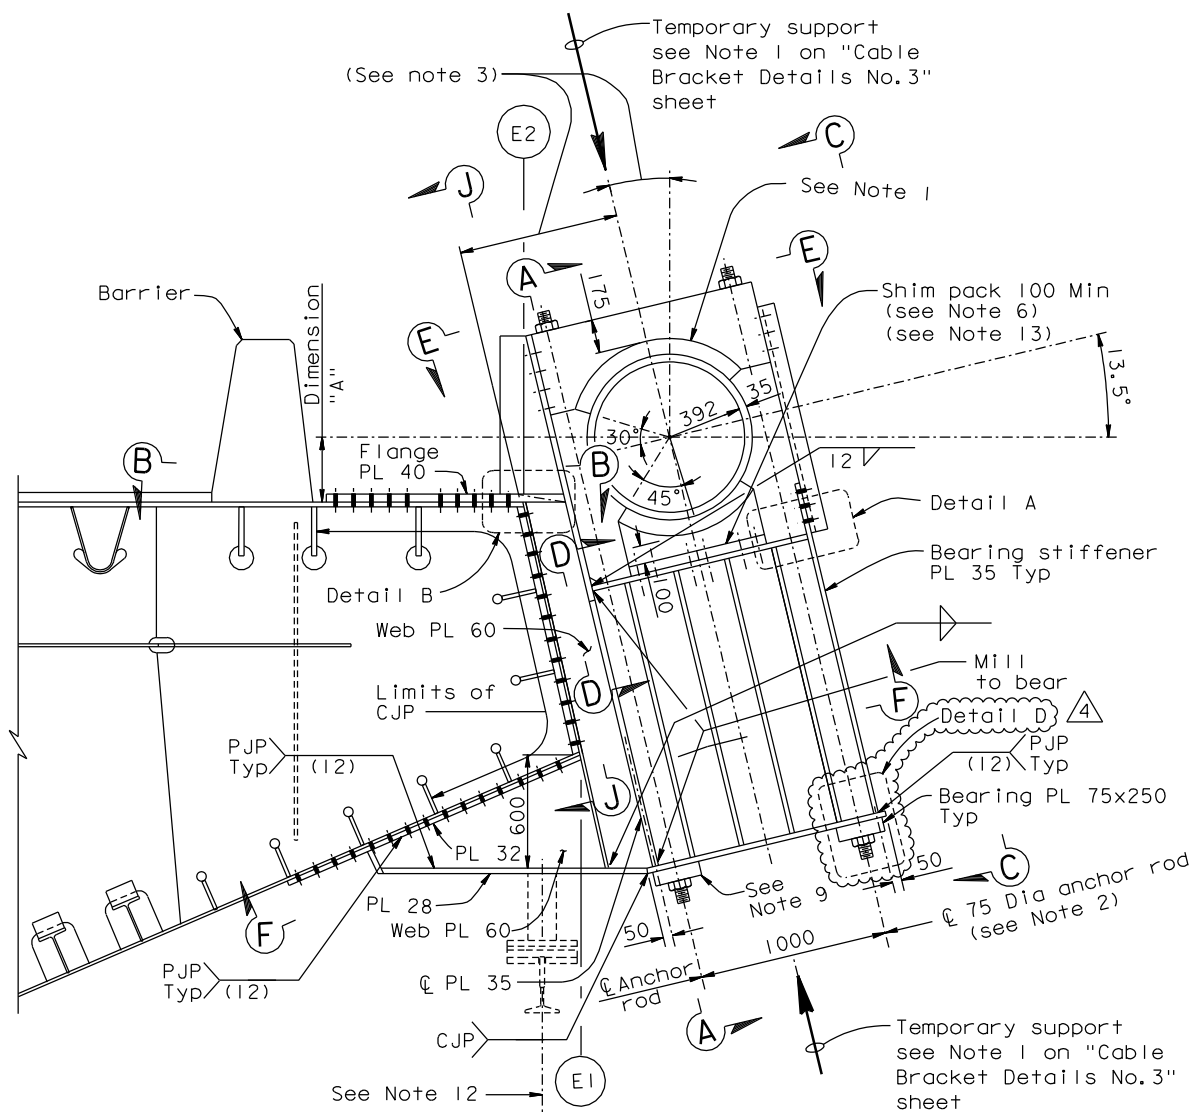 Temporary support
see Note 1 on "Cable
Bracket Details No.3"
sheet
(See note 3)
E2
C
J
See Note 1
E
A
175
Barrier
Dimension
"A"
Shim pack 100 Min
(see Note 6)
(see Note 13)
E
13.5°
35
392
30°
B
Flange
PL 40
B
12
45°
Detail A
D
Bearing stiffener
PL 35 Typ
100
Detail B
Web PL 60
D
Mill
to bear
F
Limits of
CJP
Detail D
4
PJP
Typ
(12)
PJP
(12)
Typ
J
600
Bearing PL 75x250
Typ
PL 32
50
C
See
Note 9
PL 28
F
Web PL 60
50
1000
℄ 75 Dia anchor rod
(see Note 2)
PJP
Typ
(12)
℄ PL 35
℄ Anchor
rod
A
CJP
Temporary support
see Note 1 on "Cable
Bracket Details No.3"
sheet
E1
See Note 12